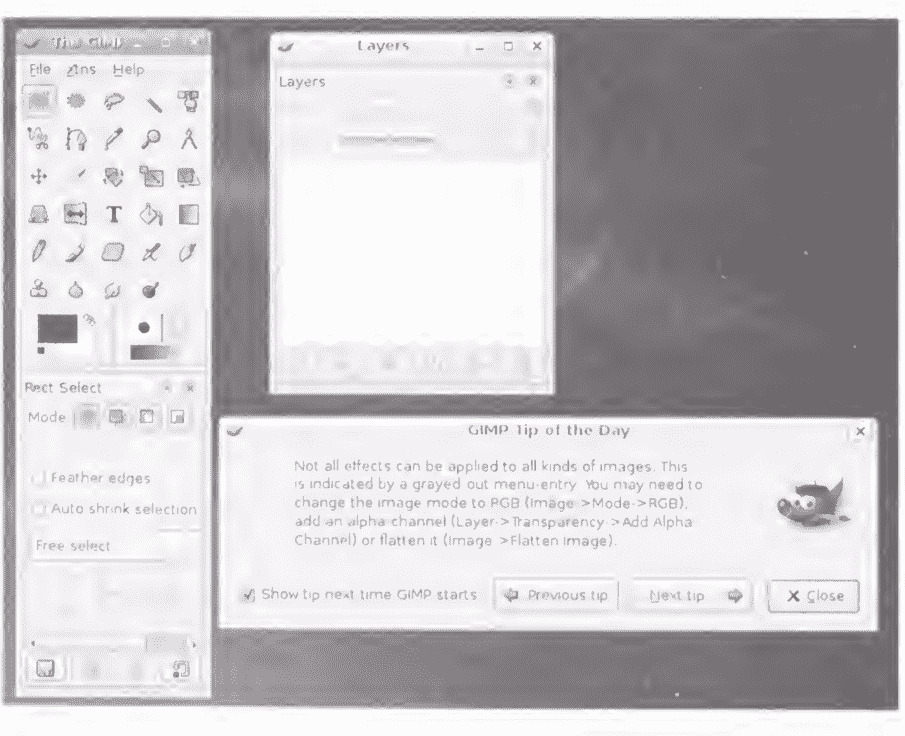 The GIMP
File Xtns Help
Rect Select
Mode
Feather edges
Auto shrink selection
Free select
Layers
Layers
GIMP Tip of the Day
Not all effects can be applied to all kinds of images. This
is indicated by a grayed out menu-entry. You may need to
change the image mode to RGB (Image->Mode->RGB),
add an alpha channel (Layer->Transparency->Add Alpha
Channel) or flatten it (Image->Flatten Image).
Show tip next time GIMP starts
Previous tip
Next tip
Close